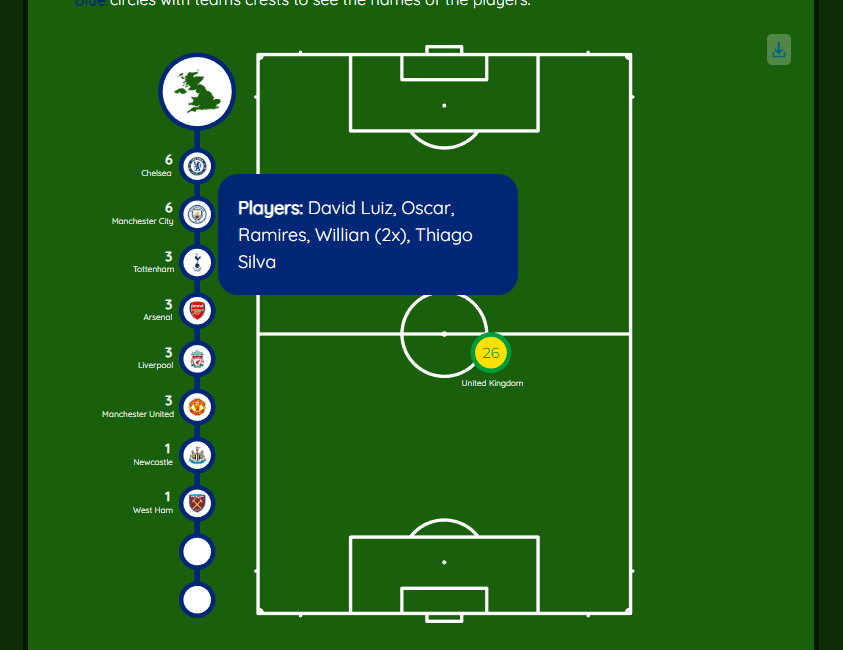 blue circles with teams crests to see the names of the players.
6
Chelsea
6
Manchester City
3
Tottenham
3
Arsenal
3
Liverpool
3
Manchester United
1
Newcastle
1
West Ham
Players: David Luiz, Oscar,
Ramires, Willian (2x), Thiago
Silva
26
United Kingdom